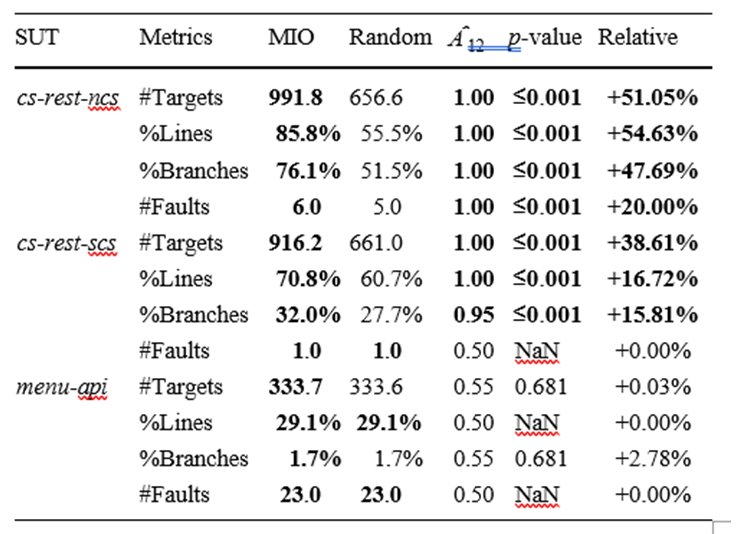 SUT Metrics MIO Random Â12 p-value Relative
cs-rest-ncs #Targets 991.8 656.6 1.00 ≤0.001 +51.05%
%Lines 85.8% 55.5% 1.00 ≤0.001 +54.63%
%Branches 76.1% 51.5% 1.00 ≤0.001 +47.69%
#Faults 6.0 5.0 1.00 ≤0.001 +20.00%
cs-rest-scs #Targets 916.2 661.0 1.00 ≤0.001 +38.61%
%Lines 70.8% 60.7% 1.00 ≤0.001 +16.72%
%Branches 32.0% 27.7% 0.95 ≤0.001 +15.81%
#Faults 1.0 1.0 0.50 NaN +0.00%
menu-api #Targets 333.7 333.6 0.55 0.681 +0.03%
%Lines 29.1% 29.1% 0.50 NaN +0.00%
%Branches 1.7% 1.7% 0.55 0.681 +2.78%
#Faults 23.0 23.0 0.50 NaN +0.00%